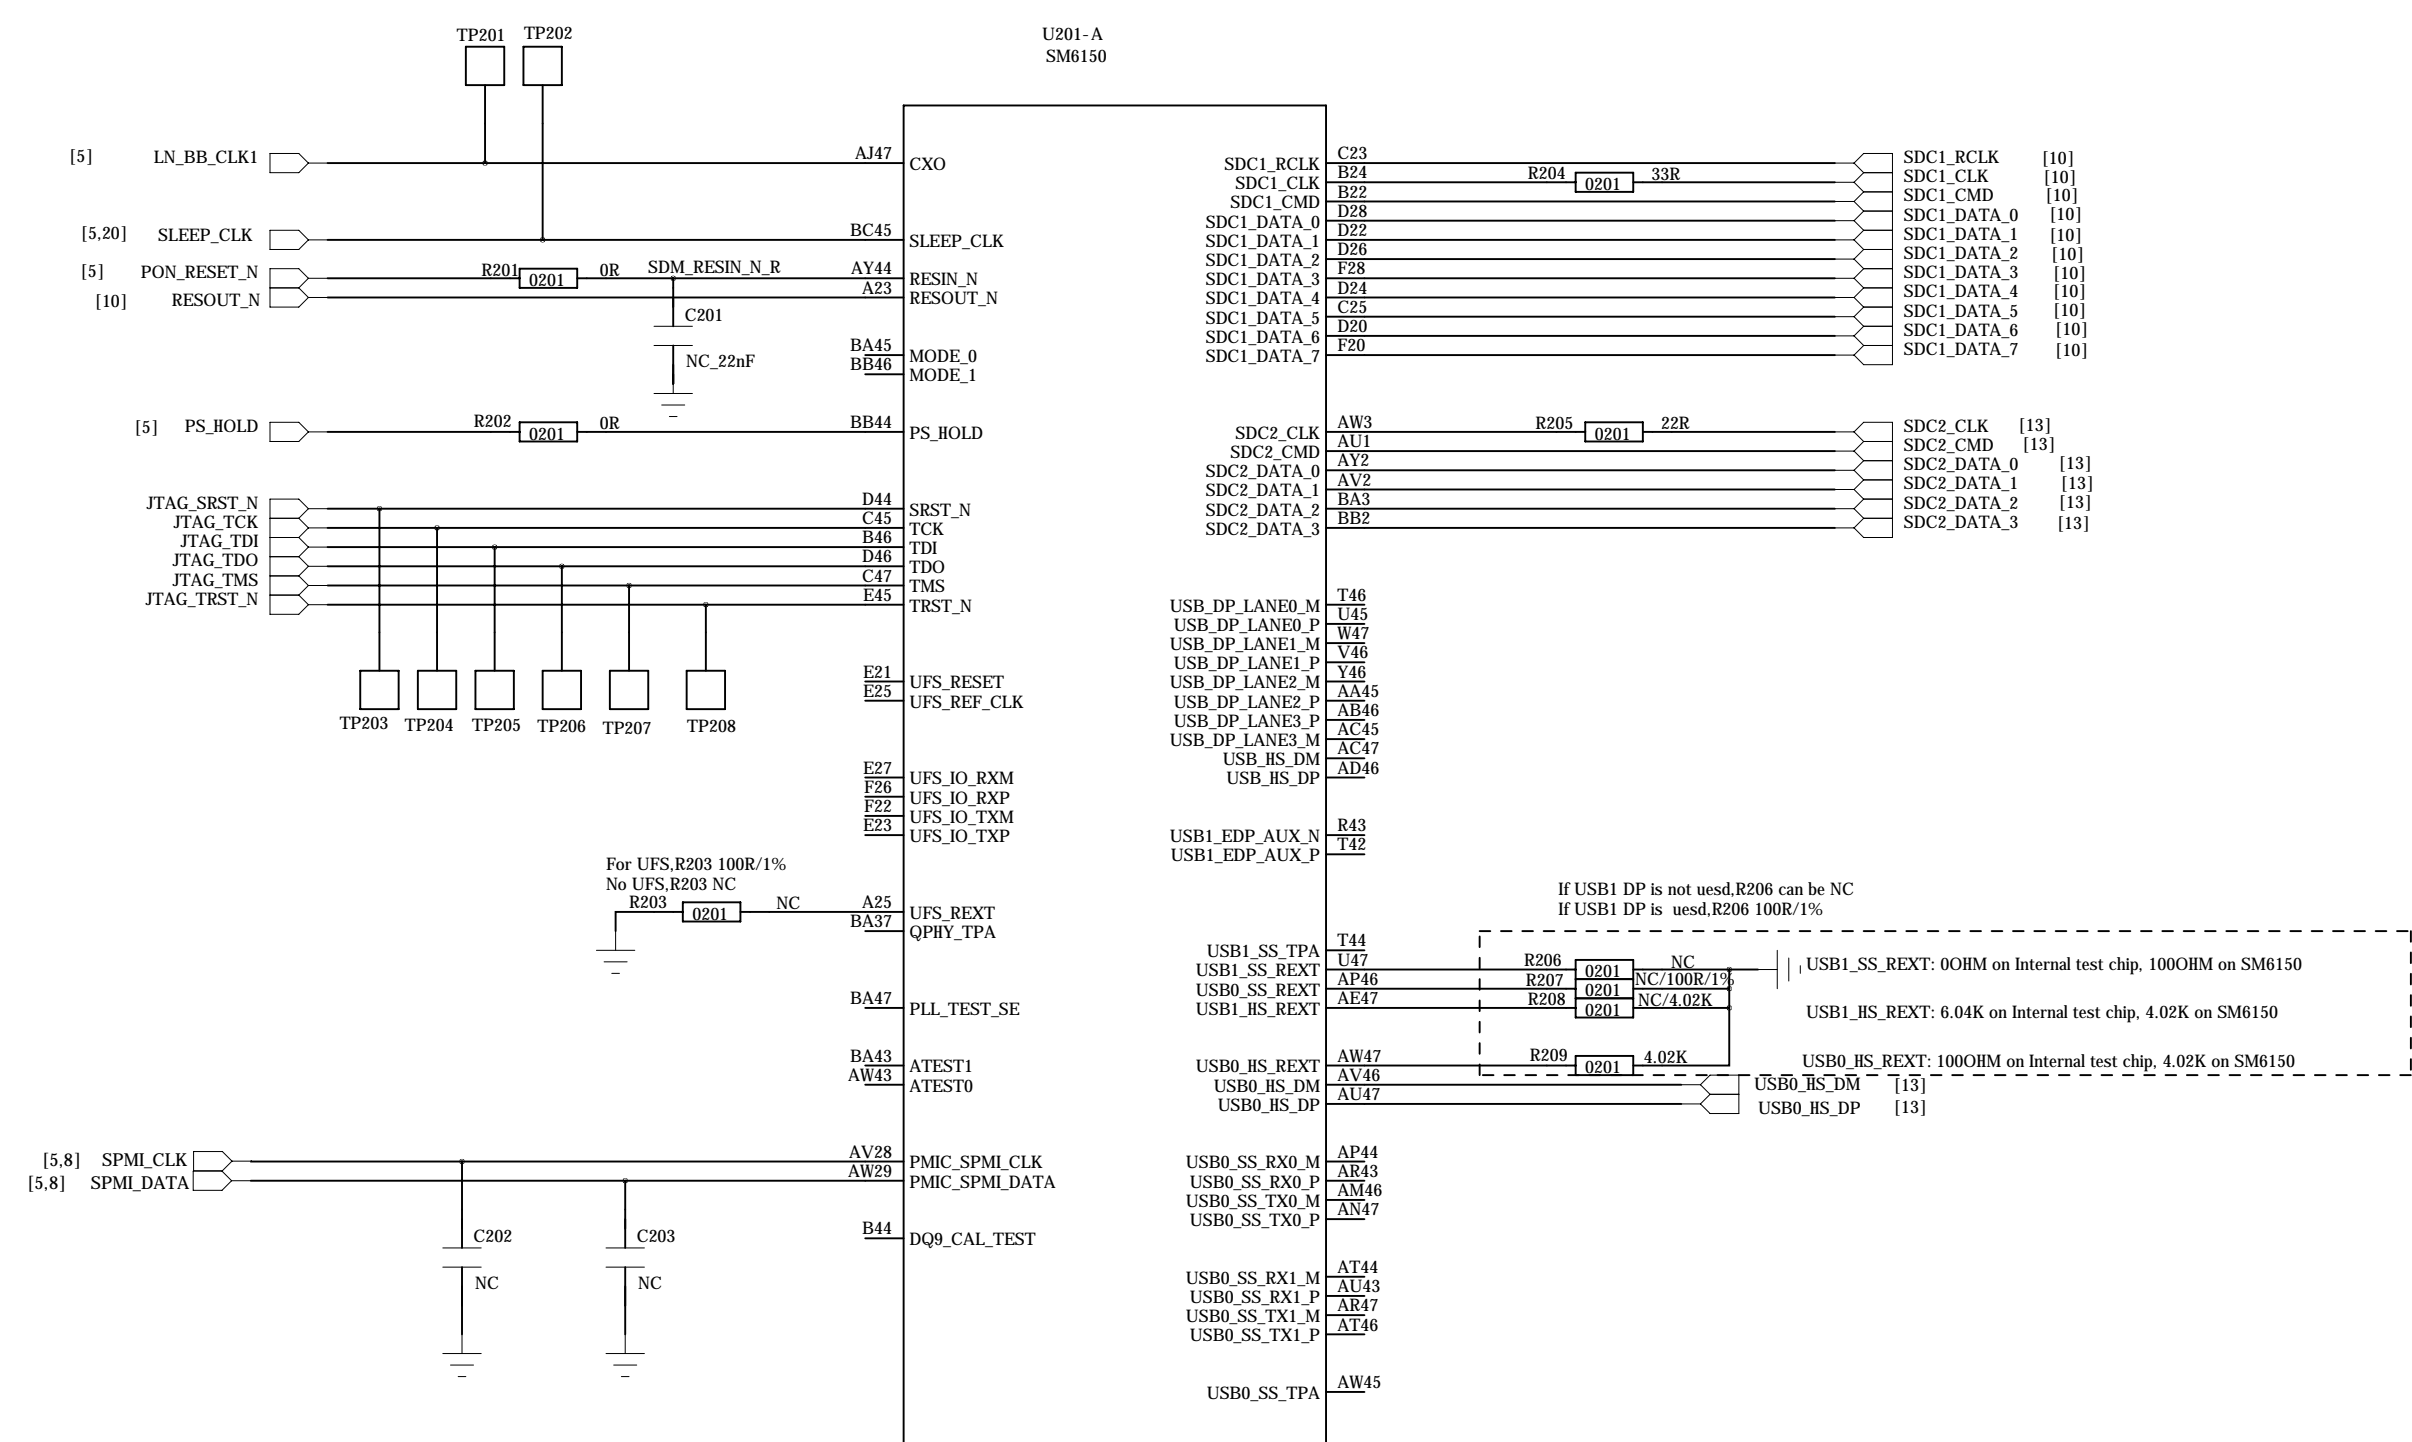 TP201 TP202
U201-A
SM6150
[5] LN_BB_CLK1 AJ47 CXO
[5,20] SLEEP_CLK BC45 SLEEP_CLK
[5] PON_RESET_N R201 0201 0R SDM_RESIN_N_R AY44 RESIN_N
[10] RESOUT_N A23 RESOUT_N
C201
NC_22nF
BA45 MODE_0
BB46 MODE_1
[5] PS_HOLD R202 0201 0R BB44 PS_HOLD
JTAG_SRST_N D44 SRST_N
JTAG_TCK C45 TCK
JTAG_TDI B46 TDI
JTAG_TDO D46 TDO
JTAG_TMS C47 TMS
JTAG_TRST_N E45 TRST_N
TP203 TP204 TP205 TP206 TP207 TP208
E21 UFS_RESET
E25 UFS_REF_CLK
E27 UFS_IO_RXM
F26 UFS_IO_RXP
F22 UFS_IO_TXM
E23 UFS_IO_TXP
For UFS,R203 100R/1%
No UFS,R203 NC
R203 0201 NC A25 UFS_REXT
BA37 QPHY_TPA
BA47 PLL_TEST_SE
BA43 ATEST1
AW43 ATEST0
[5,8] SPMI_CLK AV28 PMIC_SPMI_CLK
[5,8] SPMI_DATA AW29 PMIC_SPMI_DATA
C202 NC
C203 NC
B44 DQ9_CAL_TEST
SDC1_RCLK C23 SDC1_RCLK [10]
SDC1_CLK B24 R204 0201 33R SDC1_CLK [10]
SDC1_CMD B22 SDC1_CMD [10]
SDC1_DATA_0 D28 SDC1_DATA_0 [10]
SDC1_DATA_1 D22 SDC1_DATA_1 [10]
SDC1_DATA_2 D26 SDC1_DATA_2 [10]
SDC1_DATA_3 F28 SDC1_DATA_3 [10]
SDC1_DATA_4 D24 SDC1_DATA_4 [10]
SDC1_DATA_5 C25 SDC1_DATA_5 [10]
SDC1_DATA_6 D20 SDC1_DATA_6 [10]
SDC1_DATA_7 F20 SDC1_DATA_7 [10]
SDC2_CLK AW3 R205 0201 22R SDC2_CLK [13]
SDC2_CMD AU1 SDC2_CMD [13]
SDC2_DATA_0 AY2 SDC2_DATA_0 [13]
SDC2_DATA_1 AV2 SDC2_DATA_1 [13]
SDC2_DATA_2 BA3 SDC2_DATA_2 [13]
SDC2_DATA_3 BB2 SDC2_DATA_3 [13]
USB_DP_LANE0_M T46
USB_DP_LANE0_P U45
USB_DP_LANE1_M W47
USB_DP_LANE1_P V46
USB_DP_LANE2_M Y46
USB_DP_LANE2_P AA45
USB_DP_LANE3_P AB46
USB_DP_LANE3_M AC45
USB_HS_DM AC47
USB_HS_DP AD46
USB1_EDP_AUX_N R43
USB1_EDP_AUX_P T42
If USB1 DP is not uesd,R206 can be NC
If USB1 DP is uesd,R206 100R/1%
USB1_SS_TPA T44
USB1_SS_REXT U47 R206 0201 NC USB1_SS_REXT: 0OHM on Internal test chip, 100OHM on SM6150
USB0_SS_REXT AP46 R207 0201 NC/100R/1%
USB1_HS_REXT AE47 R208 0201 NC/4.02K USB1_HS_REXT: 6.04K on Internal test chip, 4.02K on SM6150
USB0_HS_REXT AW47 R209 0201 4.02K USB0_HS_REXT: 100OHM on Internal test chip, 4.02K on SM6150
USB0_HS_DM AV46 USB0_HS_DM [13]
USB0_HS_DP AU47 USB0_HS_DP [13]
USB0_SS_RX0_M AP44
USB0_SS_RX0_P AR43
USB0_SS_TX0_M AM46
USB0_SS_TX0_P AN47
USB0_SS_RX1_M AT44
USB0_SS_RX1_P AU43
USB0_SS_TX1_M AR47
USB0_SS_TX1_P AT46
USB0_SS_TPA AW45